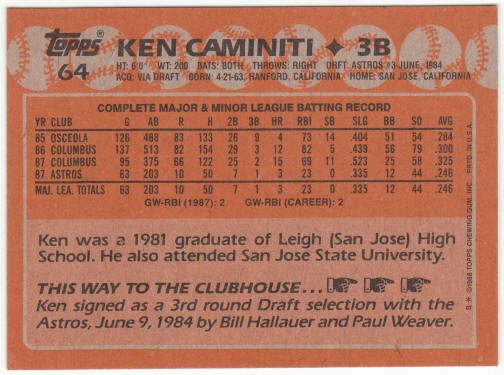 topps KEN CAMINITI ✦ 3B
64 HT: 6'0" WT: 200 BATS: BOTH THROWS: RIGHT DRFT: ASTROS #3-JUNE, 1984
ACQ: VIA DRAFT BORN: 4-21-63, HANFORD, CALIFORNIA HOME: SAN JOSE, CALIFORNIA
COMPLETE MAJOR & MINOR LEAGUE BATTING RECORD
YR CLUB G AB R H 2B 3B HR RBI SB SLG BB SO AVG
85 OSCEOLA 126 468 83 133 26 9 4 73 14 .404 51 54 .284
86 COLUMBUS 137 513 82 154 29 3 12 82 5 .439 56 79 .300
87 COLUMBUS 95 375 66 122 25 2 15 69 11 .523 25 58 .325
87 ASTROS 63 203 10 50 7 1 3 23 0 .335 12 44 .246
MAJ. LEA. TOTALS 63 203 10 50 7 1 3 23 0 .335 12 44 .246
GW-RBI (1987): 2 GW-RBI (CAREER): 2
Ken was a 1981 graduate of Leigh (San Jose) High
School. He also attended San Jose State University.
THIS WAY TO THE CLUBHOUSE...
Ken signed as a 3rd round Draft selection with the
Astros, June 9, 1984 by Bill Hallauer and Paul Weaver.
B* ©1988 TOPPS CHEWING GUM, INC. PRTD. IN U.S.A.